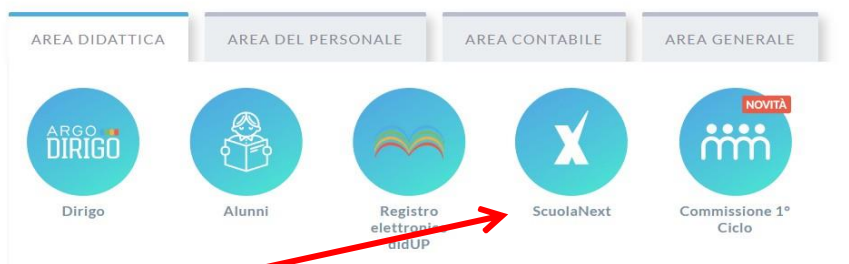 AREA DIDATTICA
AREA DEL PERSONALE
AREA CONTABILE
AREA GENERALE
NOVITÀ
ARGO
DIRIGO
Dirigo
Alunni
Registro
elettronico
didUP
ScuolaNext
Commissione 1°
Ciclo